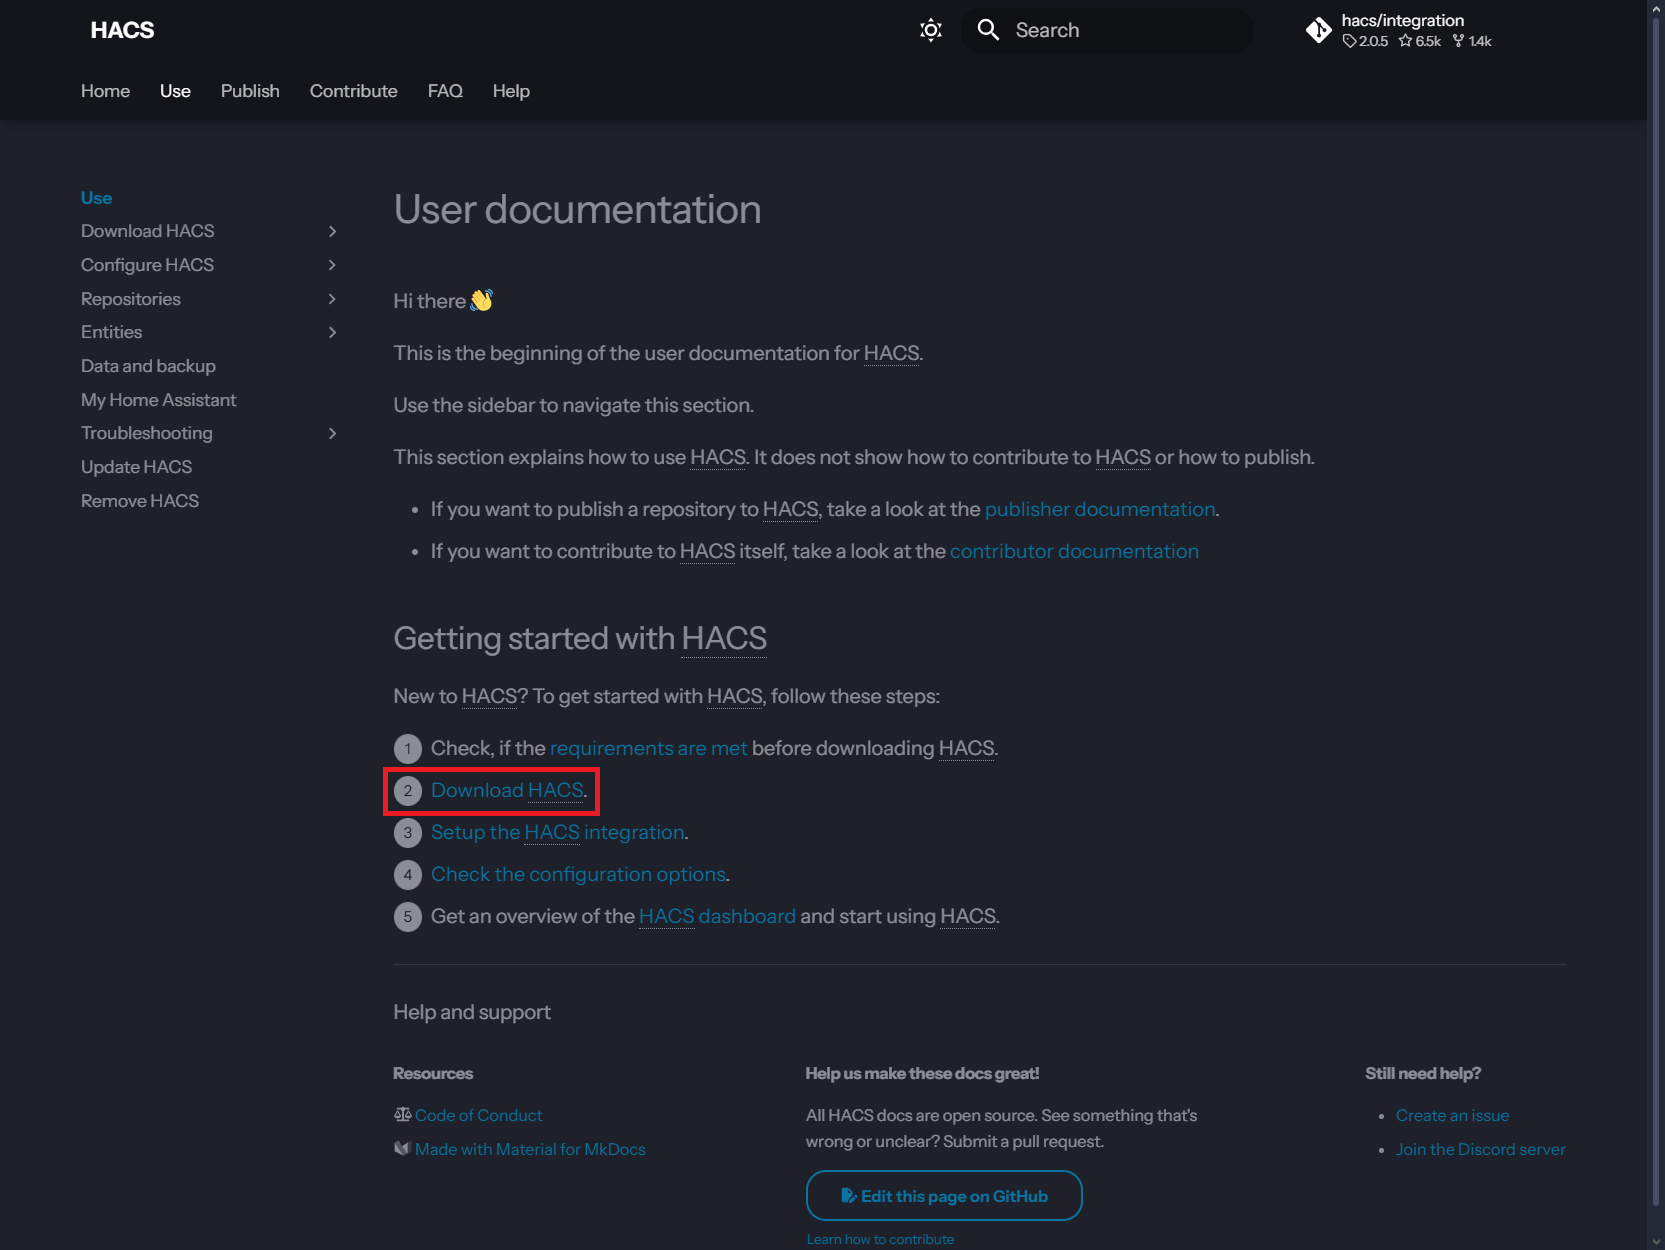 HACS
Search
hacs/integration
2.0.5 6.5k 1.4k
Home Use Publish Contribute FAQ Help
Use
Download HACS
Configure HACS
Repositories
Entities
Data and backup
My Home Assistant
Troubleshooting
Update HACS
Remove HACS
User documentation
Hi there 👋
This is the beginning of the user documentation for HACS.
Use the sidebar to navigate this section.
This section explains how to use HACS. It does not show how to contribute to HACS or how to publish.
• If you want to publish a repository to HACS, take a look at the publisher documentation.
• If you want to contribute to HACS itself, take a look at the contributor documentation
Getting started with HACS
New to HACS? To get started with HACS, follow these steps:
1 Check, if the requirements are met before downloading HACS.
2 Download HACS.
3 Setup the HACS integration.
4 Check the configuration options.
5 Get an overview of the HACS dashboard and start using HACS.
Help and support
Resources
Code of Conduct
Made with Material for MkDocs
Help us make these docs great!
All HACS docs are open source. See something that's
wrong or unclear? Submit a pull request.
Edit this page on GitHub
Learn how to contribute
Still need help?
• Create an issue
• Join the Discord server